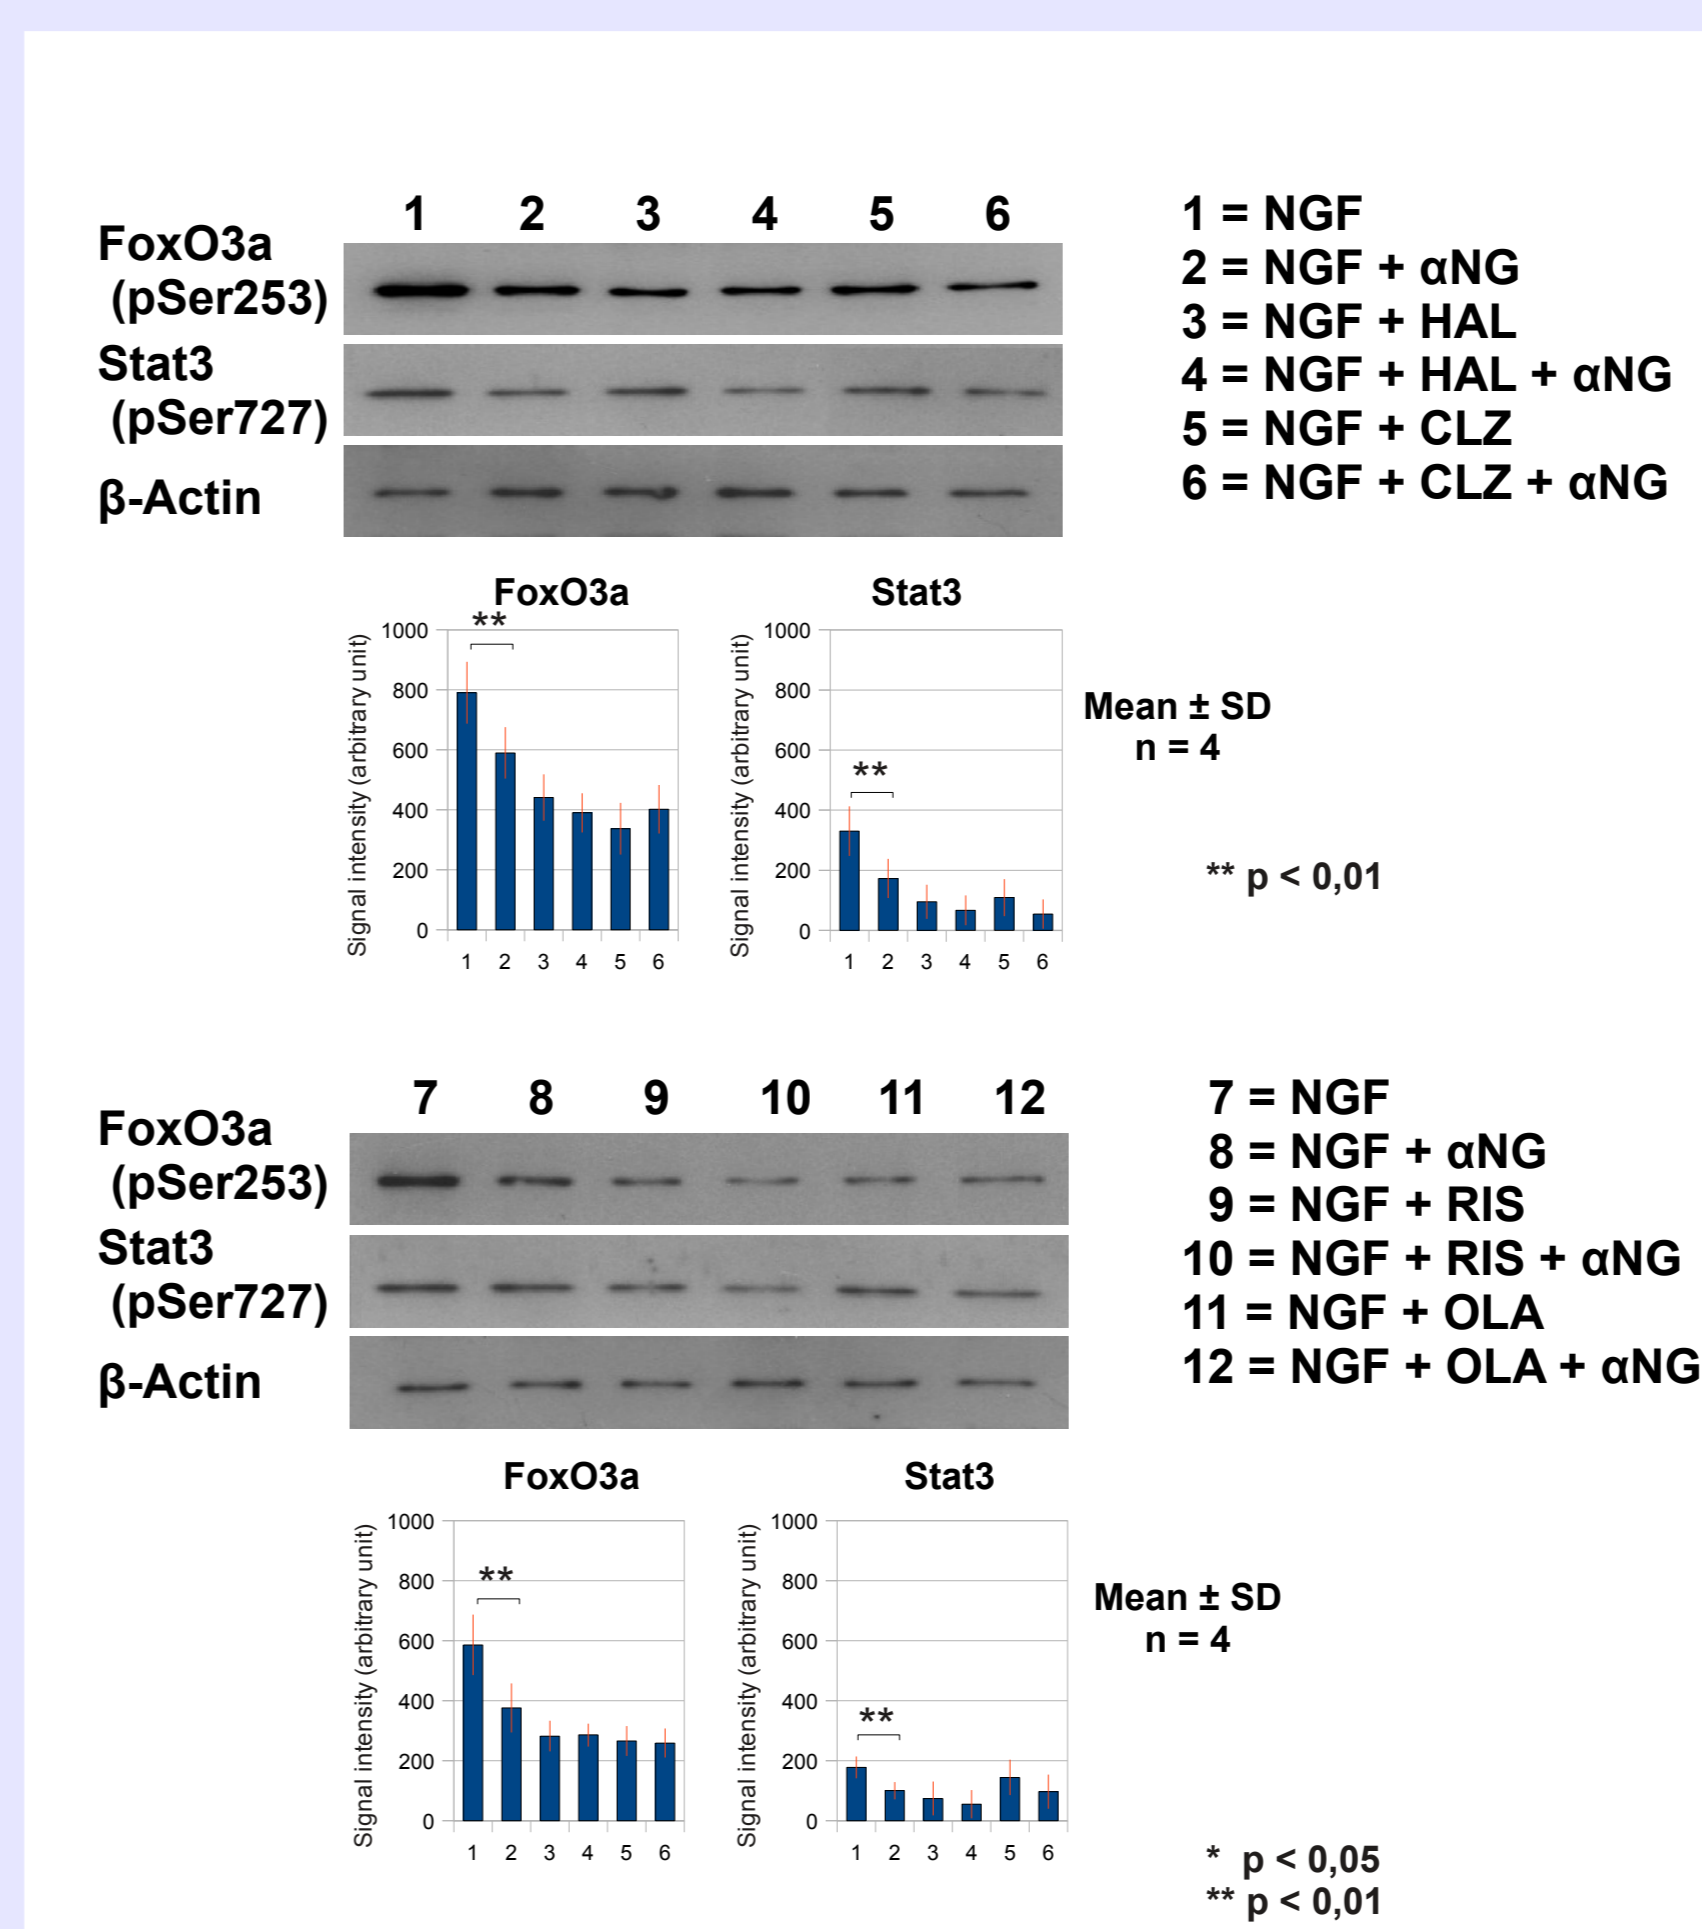 1 2 3 4 5 6
FoxO3a
(pSer253)
Stat3
(pSer727)
β-Actin
1 = NGF
2 = NGF + αNG
3 = NGF + HAL
4 = NGF + HAL + αNG
5 = NGF + CLZ
6 = NGF + CLZ + αNG
FoxO3a
Signal intensity (arbitrary unit)
1000
800
600
400
200
0
**
1 2 3 4 5 6
Stat3
Signal intensity (arbitrary unit)
1000
800
600
400
200
0
**
1 2 3 4 5 6
Mean ± SD
n = 4
** p < 0,01
7 8 9 10 11 12
FoxO3a
(pSer253)
Stat3
(pSer727)
β-Actin
7 = NGF
8 = NGF + αNG
9 = NGF + RIS
10 = NGF + RIS + αNG
11 = NGF + OLA
12 = NGF + OLA + αNG
FoxO3a
Signal intensity (arbitrary unit)
1000
800
600
400
200
0
**
1 2 3 4 5 6
Stat3
Signal intensity (arbitrary unit)
1000
800
600
400
200
0
**
1 2 3 4 5 6
Mean ± SD
n = 4
* p < 0,05
** p < 0,01